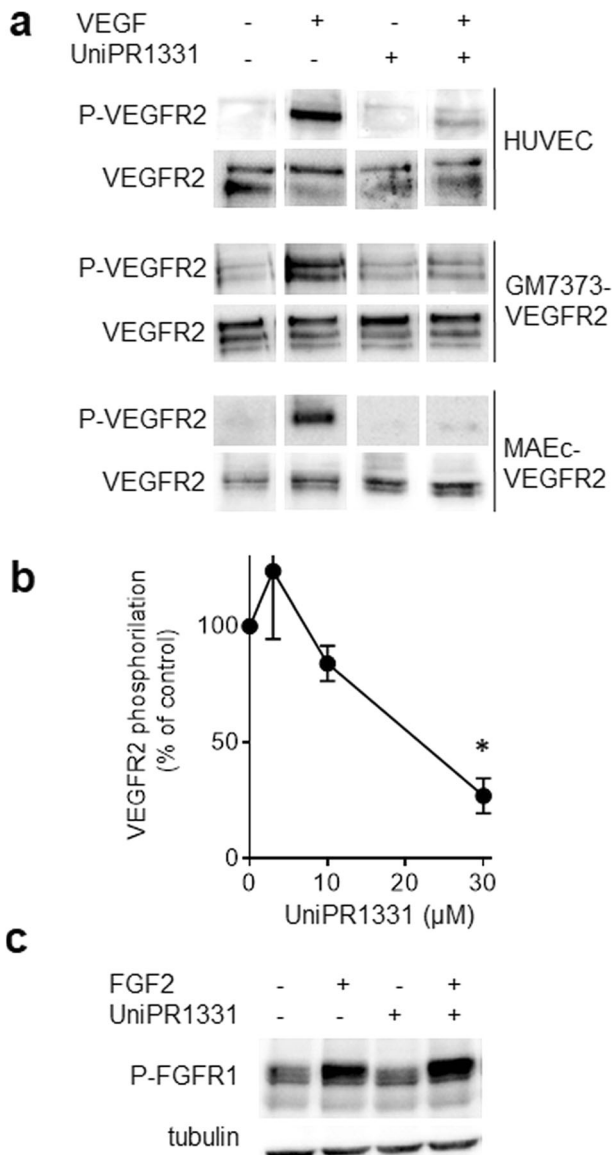 a
VEGF - + - +
UniPR1331 - - + +
P-VEGFR2
VEGFR2
HUVEC
P-VEGFR2
VEGFR2
GM7373-
VEGFR2
P-VEGFR2
VEGFR2
MAEc-
VEGFR2
b
VEGFR2 phosphorilation
(% of control)
100
50
0
*
0 10 20 30
UniPR1331 (µM)
c
FGF2 - + - +
UniPR1331 - - + +
P-FGFR1
tubulin